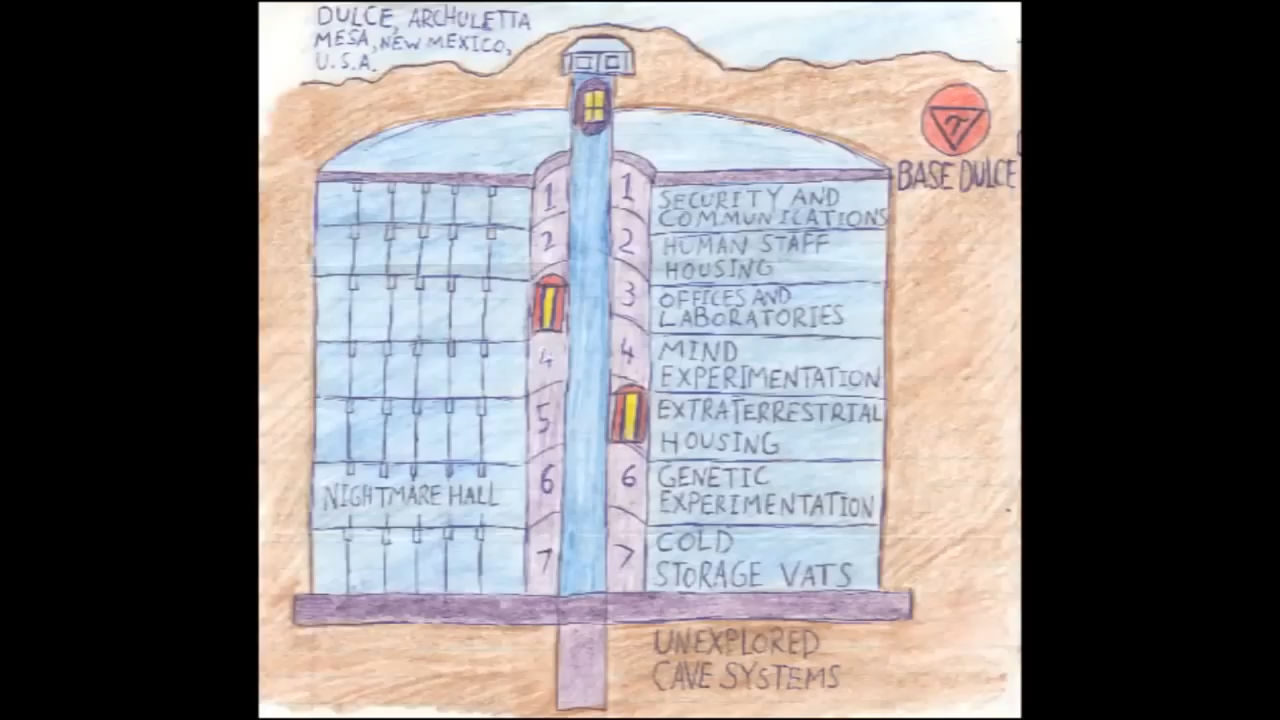 DULCE, ARCHULETTA
MESA, NEW MEXICO,
U.S.A.
T
BASE DULCE
1
1
SECURITY AND
COMMUNICATIONS
2
2
HUMAN STAFF
HOUSING
3
OFFICES AND
LABORATORIES
4
4
MIND
EXPERIMENTATION
5
EXTRATERRESTRIAL
HOUSING
NIGHTMARE HALL
6
6
GENETIC
EXPERIMENTATION
7
7
COLD
STORAGE VATS
UNEXPLORED
CAVE SYSTEMS